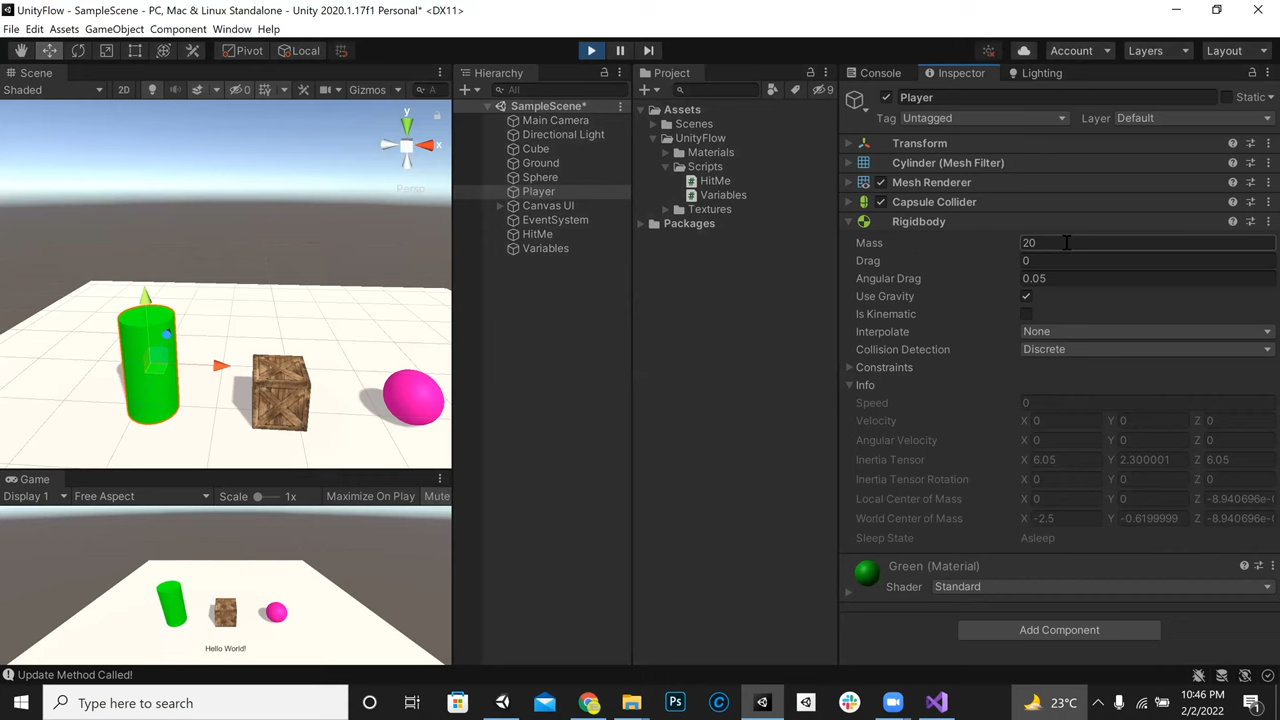 UnityFlow - SampleScene - PC, Mac & Linux Standalone - Unity 2020.1.17f1 Personal* <DX11>
File Edit Assets GameObject Component Window Help
Pivot Local Account Layers Layout
Scene
Shaded 2D 0 Gizmos A
y
x
Persp
Hierarchy
All
SampleScene*
Main Camera
Directional Light
Cube
Ground
Sphere
Player
Canvas UI
EventSystem
HitMe
Variables
Project
9
Assets
Scenes
UnityFlow
Materials
Scripts
HitMe
Variables
Textures
Packages
Console Inspector Lighting
Player Static
Tag Untagged Layer Default
Transform
Cylinder (Mesh Filter)
Mesh Renderer
Capsule Collider
Rigidbody
Mass 20
Drag 0
Angular Drag 0.05
Use Gravity
Is Kinematic
Interpolate None
Collision Detection Discrete
Constraints
Info
Speed 0
Velocity X 0 Y 0 Z 0
Angular Velocity X 0 Y 0 Z 0
Inertia Tensor X 6.05 Y 2.300001 Z 6.05
Inertia Tensor Rotation X 0 Y 0 Z 0
Local Center of Mass X 0 Y 0 Z -8.940696e-
World Center of Mass X -2.5 Y -0.6199999 Z -8.940696e-
Sleep State Asleep
Green (Material)
Shader Standard
Add Component
Game
Display 1 Free Aspect Scale 1x Maximize On Play Mute
Hello World!
Update Method Called!
Type here to search
Ps
23°C
10:46 PM
2/2/2022
1